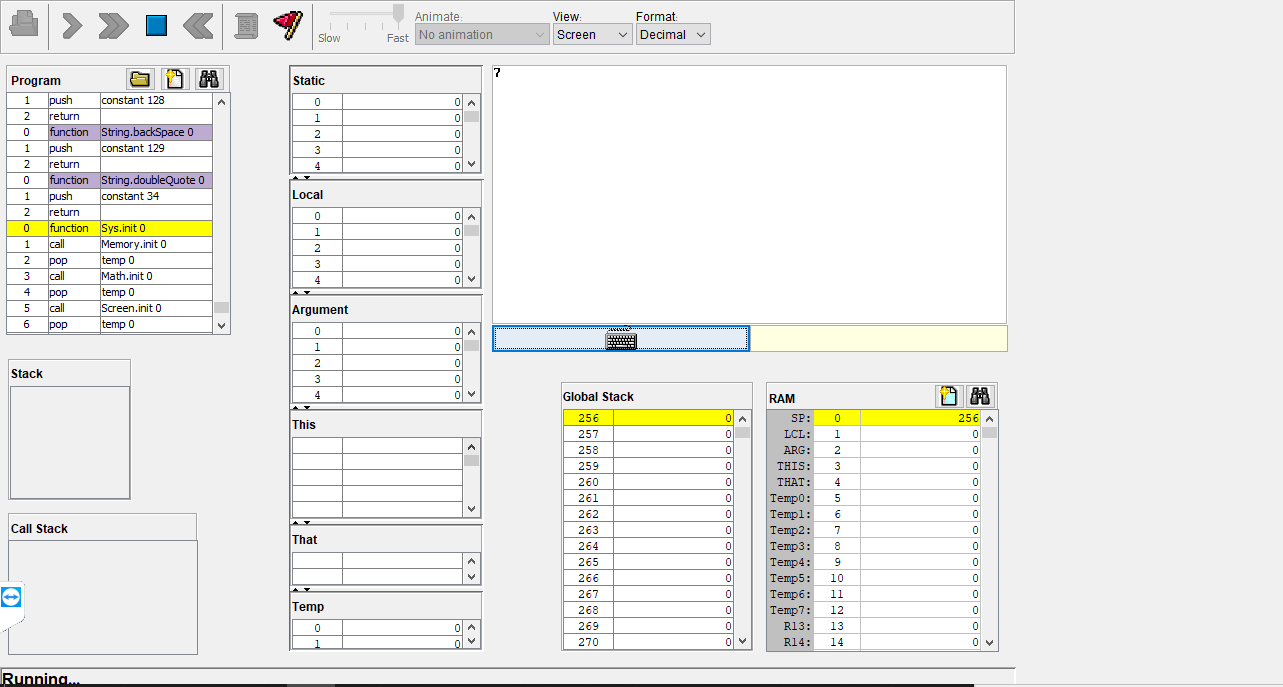 Animate: View: Format:
Slow Fast No animation Screen Decimal
Program
1 push constant 128
2 return
0 function String.backSpace 0
1 push constant 129
2 return
0 function String.doubleQuote 0
1 push constant 34
2 return
0 function Sys.init 0
1 call Memory.init 0
2 pop temp 0
3 call Math.init 0
4 pop temp 0
5 call Screen.init 0
6 pop temp 0
Stack
Call Stack
Static
0 0
1 0
2 0
3 0
4 0
Local
0 0
1 0
2 0
3 0
4 0
Argument
0 0
1 0
2 0
3 0
4 0
This
That
Temp
0 0
1 0
7
Global Stack
256 0
257 0
258 0
259 0
260 0
261 0
262 0
263 0
264 0
265 0
266 0
267 0
268 0
269 0
270 0
RAM
SP: 0 256
LCL: 1 0
ARG: 2 0
THIS: 3 0
THAT: 4 0
Temp0: 5 0
Temp1: 6 0
Temp2: 7 0
Temp3: 8 0
Temp4: 9 0
Temp5: 10 0
Temp6: 11 0
Temp7: 12 0
R13: 13 0
R14: 14 0
Running...